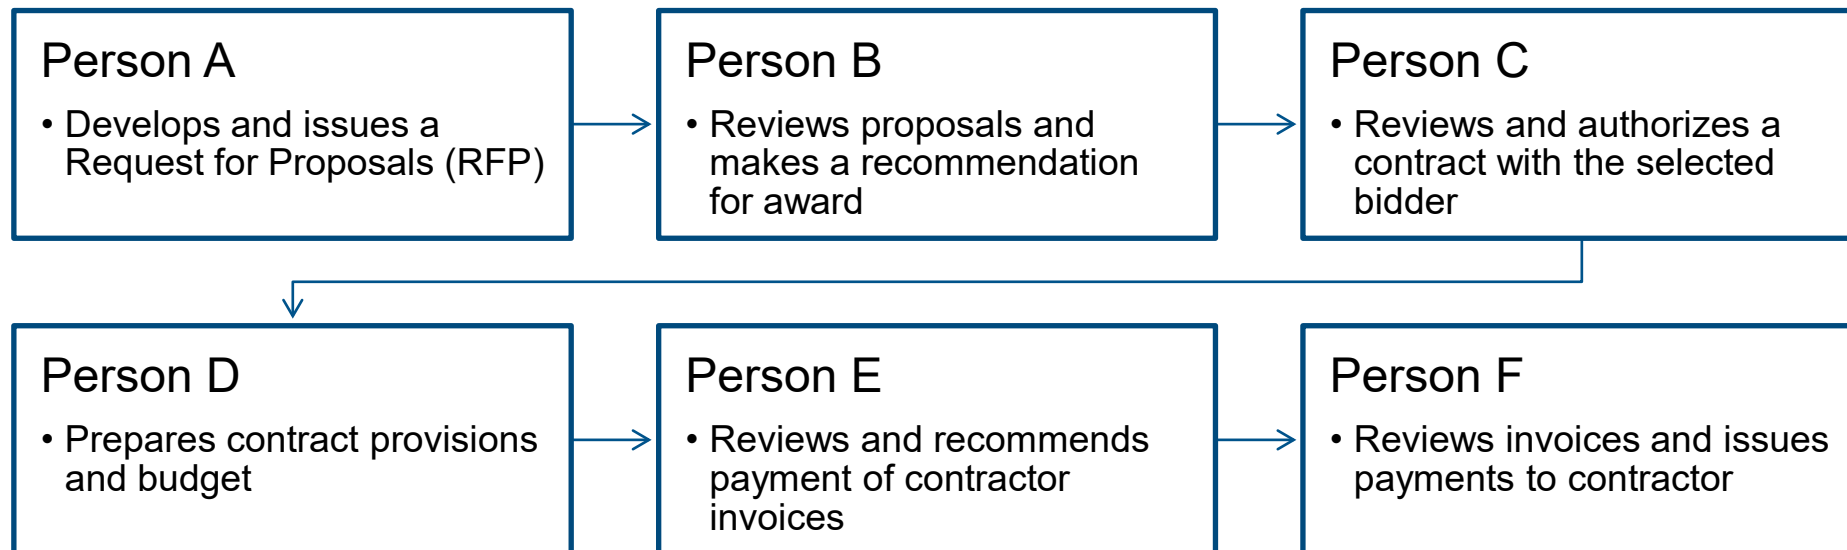 Person A
• Develops and issues a
Request for Proposals (RFP)
Person B
• Reviews proposals and
makes a recommendation
for award
Person C
• Reviews and authorizes a
contract with the selected
bidder
Person D
• Prepares contract provisions
and budget
Person E
• Reviews and recommends
payment of contractor
invoices
Person F
• Reviews invoices and issues
payments to contractor